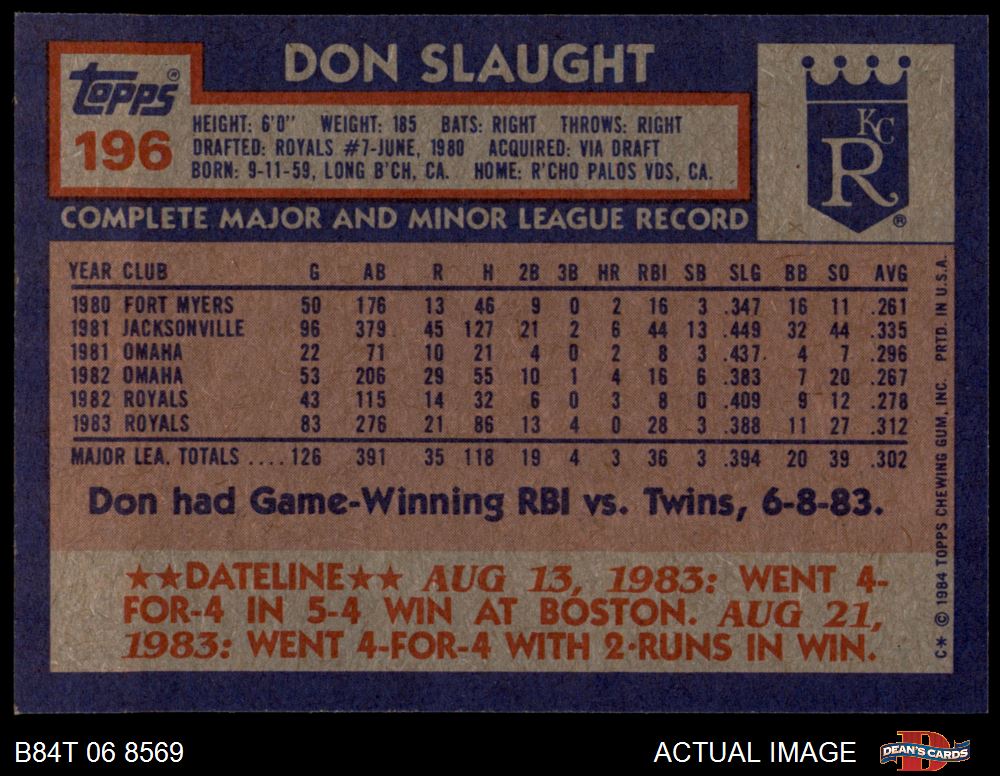 DON SLAUGHT
Topps®
196
HEIGHT: 6'0" WEIGHT: 185 BATS: RIGHT THROWS: RIGHT
DRAFTED: ROYALS #7-JUNE, 1980 ACQUIRED: VIA DRAFT
BORN: 9-11-59, LONG B'CH, CA. HOME: R'CHO PALOS VDS, CA.
KC
R
®
COMPLETE MAJOR AND MINOR LEAGUE RECORD
YEAR CLUB G AB R H 2B 3B HR RBI SB SLG BB SO AVG
1980 FORT MYERS 50 176 13 46 9 0 2 16 3 .347 16 11 .261
1981 JACKSONVILLE 96 379 45 127 21 2 6 44 13 .449 32 44 .335
1981 OMAHA 22 71 10 21 4 0 2 8 3 .437 4 7 .296
1982 OMAHA 53 206 29 55 10 1 4 16 6 .383 7 20 .267
1982 ROYALS 43 115 14 32 6 0 3 8 0 .409 9 12 .278
1983 ROYALS 83 276 21 86 13 4 0 28 3 .388 11 27 .312
MAJOR LEA. TOTALS .... 126 391 35 118 19 4 3 36 3 .394 20 39 .302
Don had Game-Winning RBI vs. Twins, 6-8-83.
★★DATELINE★★ AUG 13, 1983: WENT 4-
FOR-4 IN 5-4 WIN AT BOSTON. AUG 21,
1983: WENT 4-FOR-4 WITH 2-RUNS IN WIN.
C* © 1984 TOPPS CHEWING GUM, INC. PRTD. IN U.S.A.
B84T 06 8569
ACTUAL IMAGE
D
DEAN'S CARDS